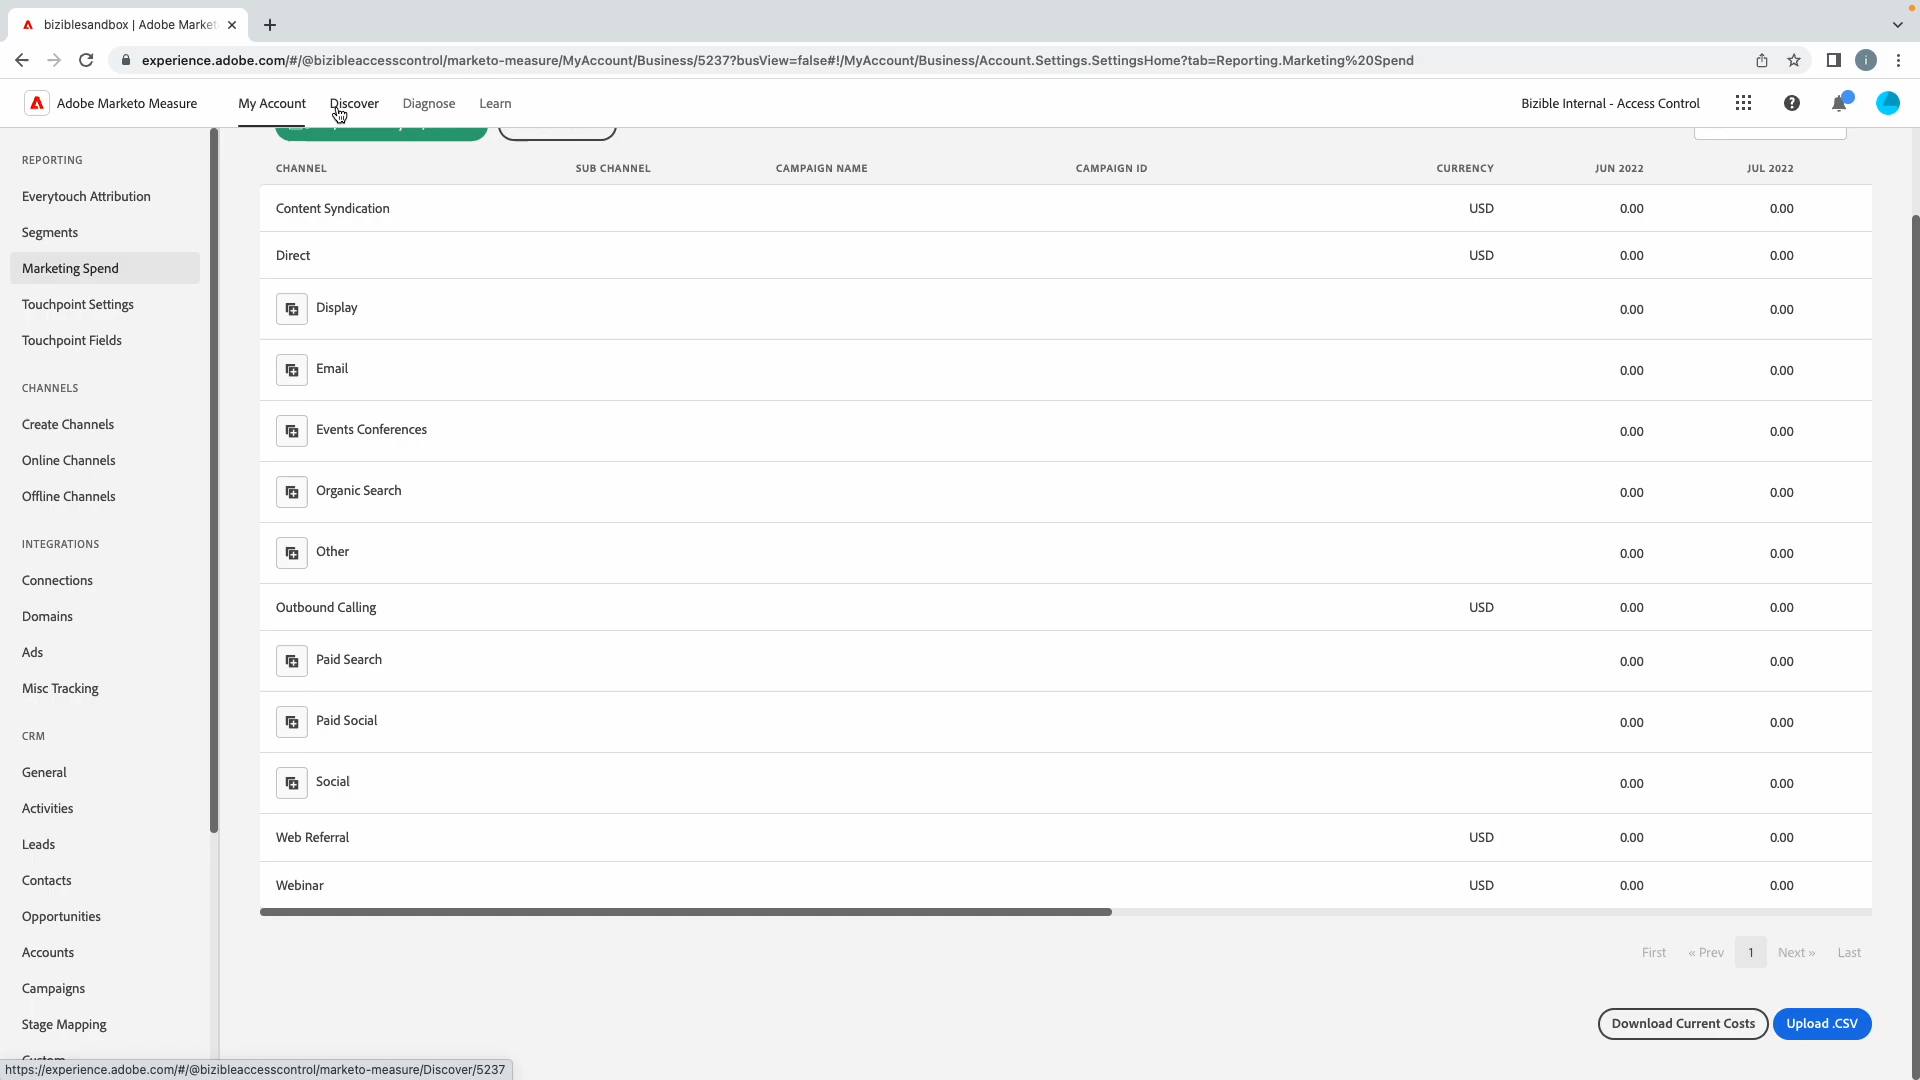 biziblesandbox | Adobe Market
experience.adobe.com/#/@bizibleaccesscontrol/marketo-measure/MyAccount/Business/5237?busView=false#!/MyAccount/Business/Account.Settings.SettingsHome?tab=Reporting.Marketing%20Spend
i
Adobe Marketo Measure
My Account
Discover
Diagnose
Learn
Bizible Internal - Access Control
REPORTING
Everytouch Attribution
Segments
Marketing Spend
Touchpoint Settings
Touchpoint Fields
CHANNELS
Create Channels
Online Channels
Offline Channels
INTEGRATIONS
Connections
Domains
Ads
Misc Tracking
CRM
General
Activities
Leads
Contacts
Opportunities
Accounts
Campaigns
Stage Mapping
Custom
CHANNEL SUB CHANNEL CAMPAIGN NAME CAMPAIGN ID CURRENCY JUN 2022 JUL 2022
Content Syndication USD 0.00 0.00
Direct USD 0.00 0.00
Display 0.00 0.00
Email 0.00 0.00
Events Conferences 0.00 0.00
Organic Search 0.00 0.00
Other 0.00 0.00
Outbound Calling USD 0.00 0.00
Paid Search 0.00 0.00
Paid Social 0.00 0.00
Social 0.00 0.00
Web Referral USD 0.00 0.00
Webinar USD 0.00 0.00
First « Prev 1 Next » Last
Download Current Costs
Upload .CSV
https://experience.adobe.com/#/@bizibleaccesscontrol/marketo-measure/Discover/5237